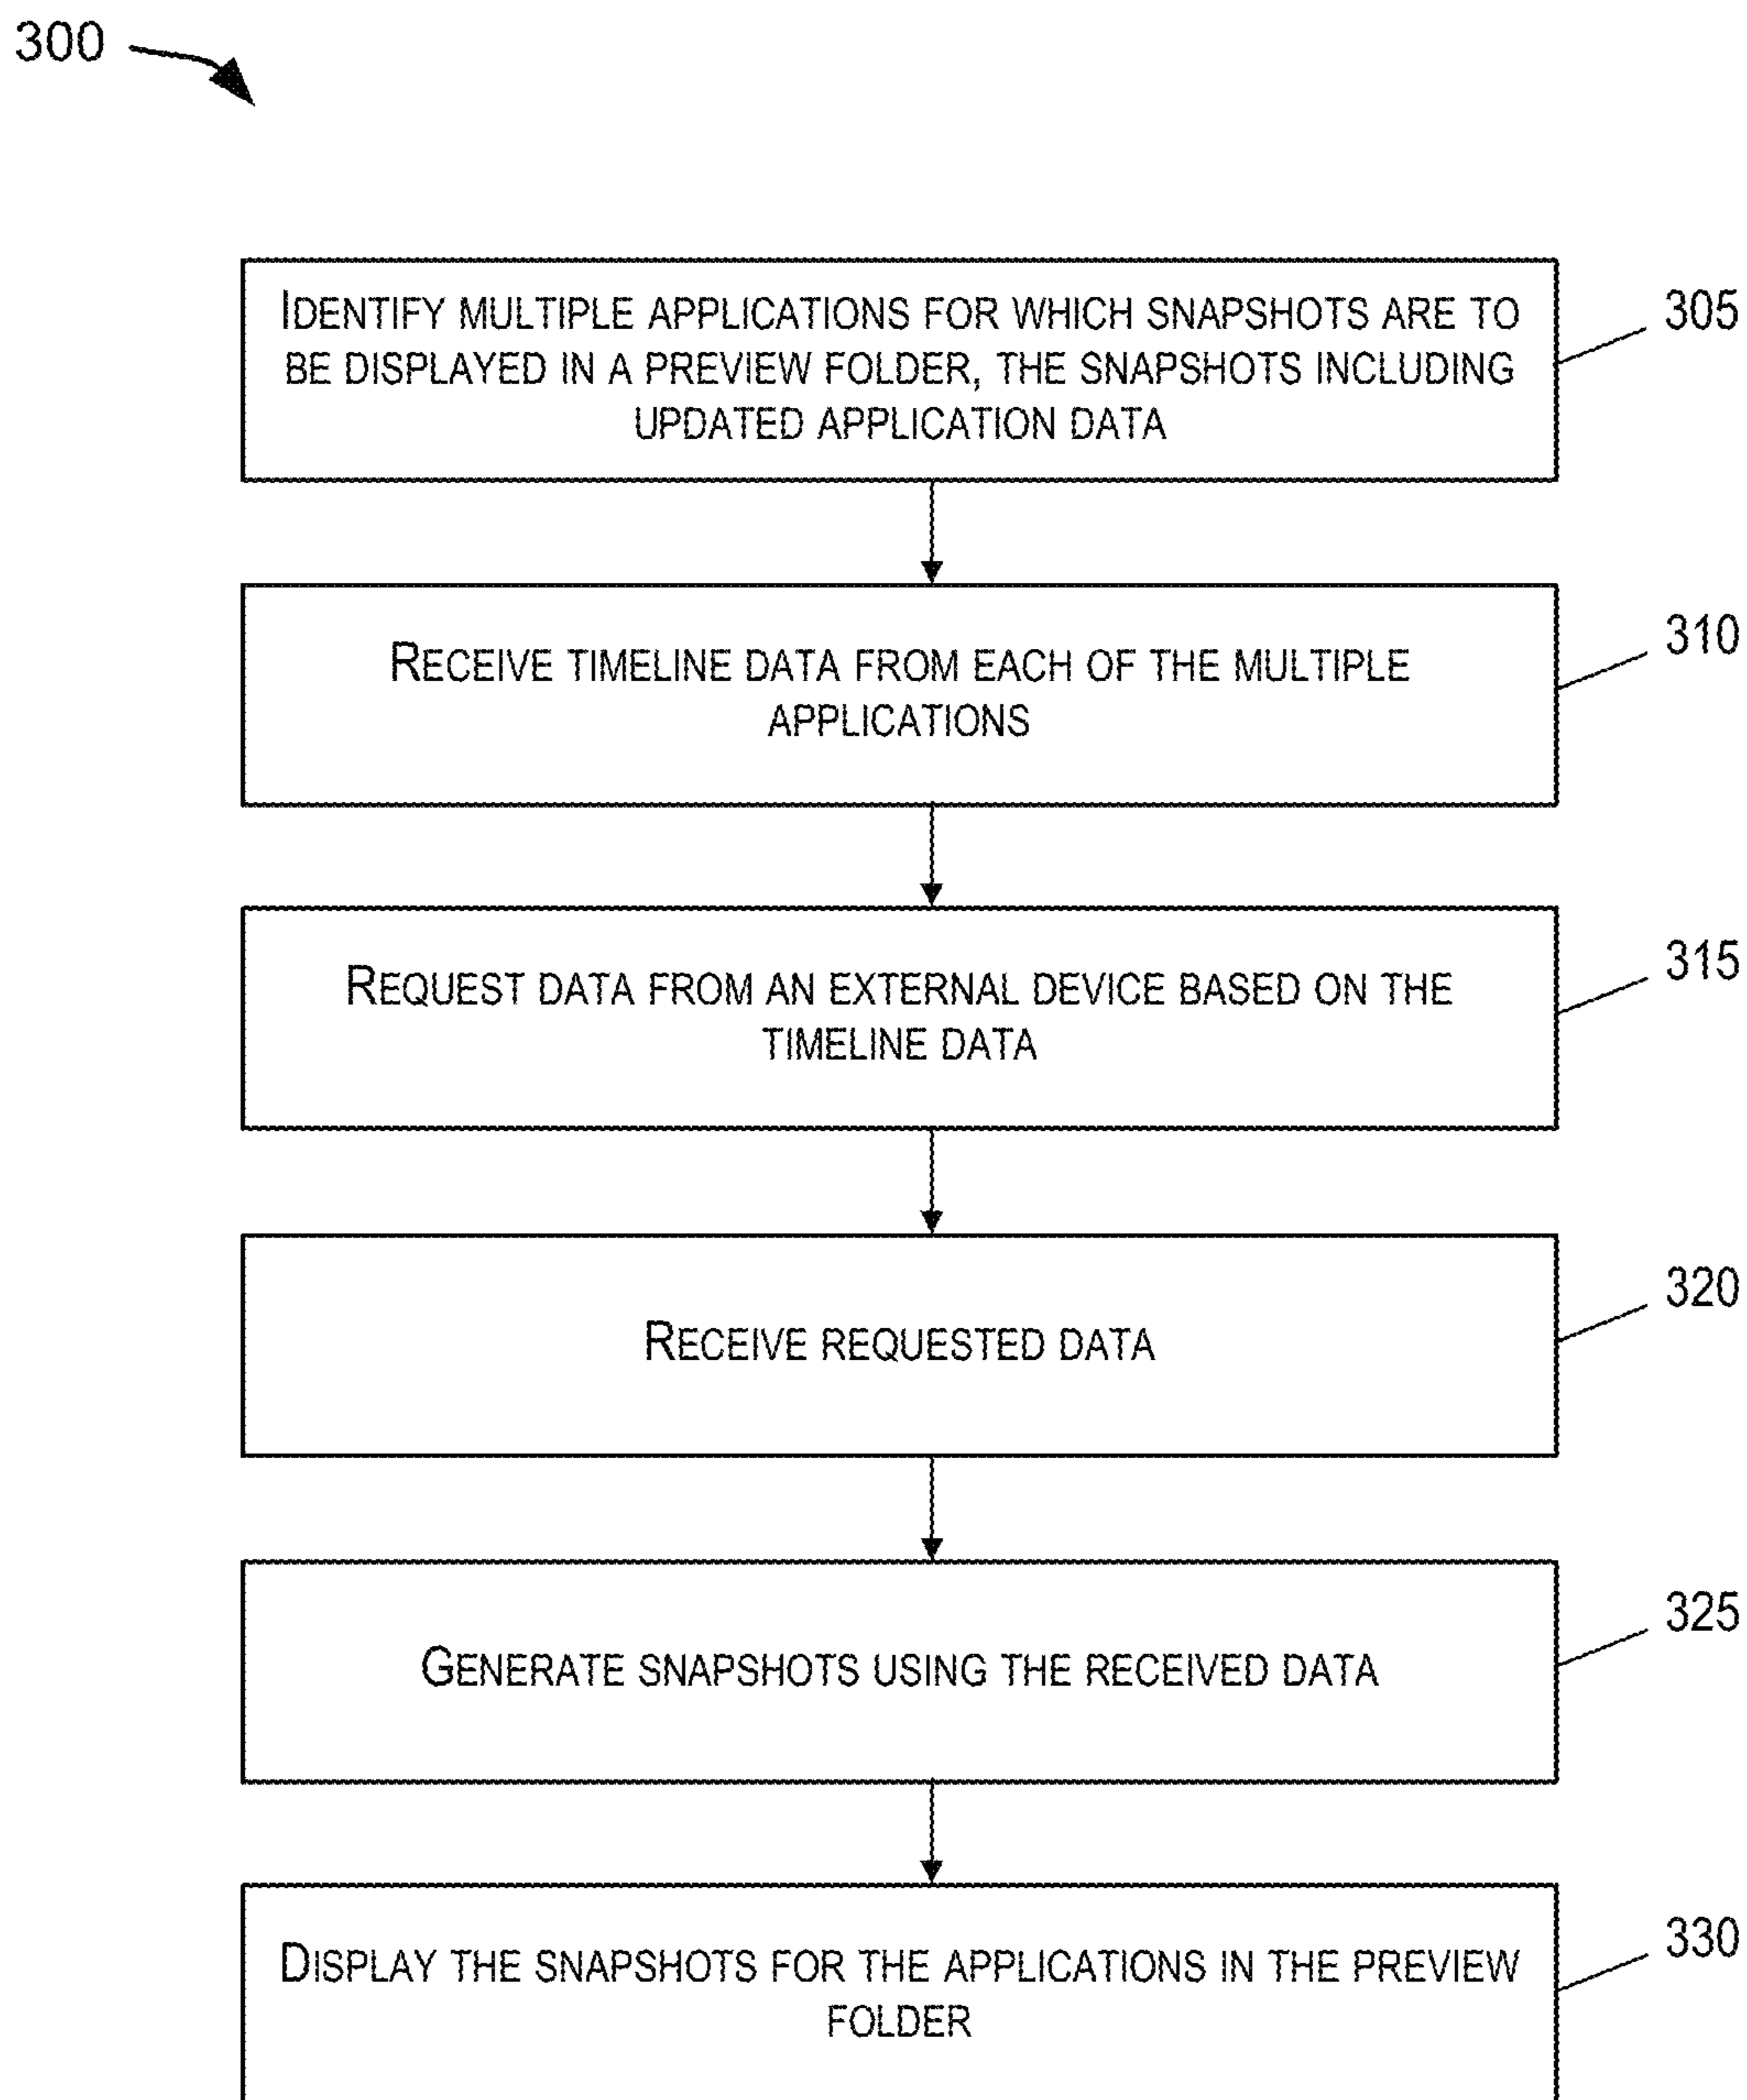 300
IDENTIFY MULTIPLE APPLICATIONS FOR WHICH SNAPSHOTS ARE TO
BE DISPLAYED IN A PREVIEW FOLDER, THE SNAPSHOTS INCLUDING
UPDATED APPLICATION DATA
305
RECEIVE TIMELINE DATA FROM EACH OF THE MULTIPLE
APPLICATIONS
310
REQUEST DATA FROM AN EXTERNAL DEVICE BASED ON THE
TIMELINE DATA
315
RECEIVE REQUESTED DATA
320
GENERATE SNAPSHOTS USING THE RECEIVED DATA
325
DISPLAY THE SNAPSHOTS FOR THE APPLICATIONS IN THE PREVIEW
FOLDER
330